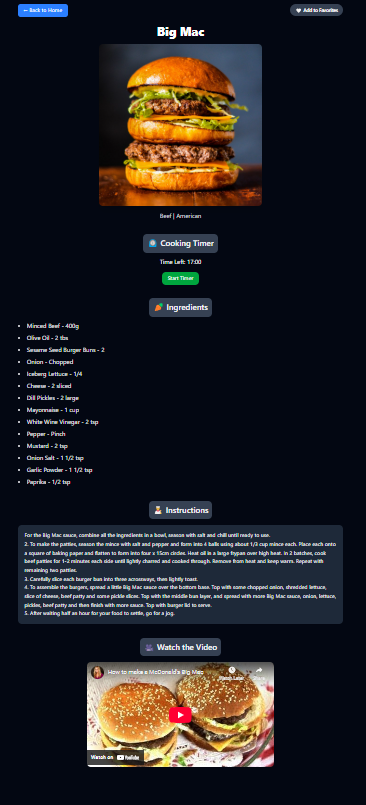 ← Back to Home
Add to Favorites
Big Mac
Beef | American
Cooking Timer
Time Left: 17:00
Start Timer
Ingredients
Minced Beef - 400g
Olive Oil - 2 tbs
Sesame Seed Burger Buns - 2
Onion - Chopped
Iceberg Lettuce - 1/4
Cheese - 2 sliced
Dill Pickles - 2 large
Mayonnaise - 1 cup
White Wine Vinegar - 2 tsp
Pepper - Pinch
Mustard - 2 tsp
Onion Salt - 1 1/2 tsp
Garlic Powder - 1 1/2 tsp
Paprika - 1/2 tsp
Instructions
For the Big Mac sauce, combine all the ingredients in a bowl, season with salt and chill until ready to use.
2. To make the patties, season the mince with salt and pepper and form into 4 balls using about 1/3 cup mince each. Place each onto
a square of baking paper and flatten to form into four x 15cm circles. Heat oil in a large frypan over high heat. In 2 batches, cook
beef patties for 1-2 minutes each side until lightly charred and cooked through. Remove from heat and keep warm. Repeat with
remaining two patties.
3. Carefully slice each burger bun into three acrossways, then lightly toast.
4. To assemble the burgers, spread a little Big Mac sauce over the bottom base. Top with some chopped onion, shredded lettuce,
slice of cheese, beef patty and some pickle slices. Top with the middle bun layer, and spread with more Big Mac sauce, onion, lettuce,
pickles, beef patty and then finish with more sauce. Top with burger lid to serve.
5. After waiting half an hour for your food to settle, go for a jog.
Watch the Video
How to make a McDonald's Big Mac
Watch Later
Share
Watch on YouTube